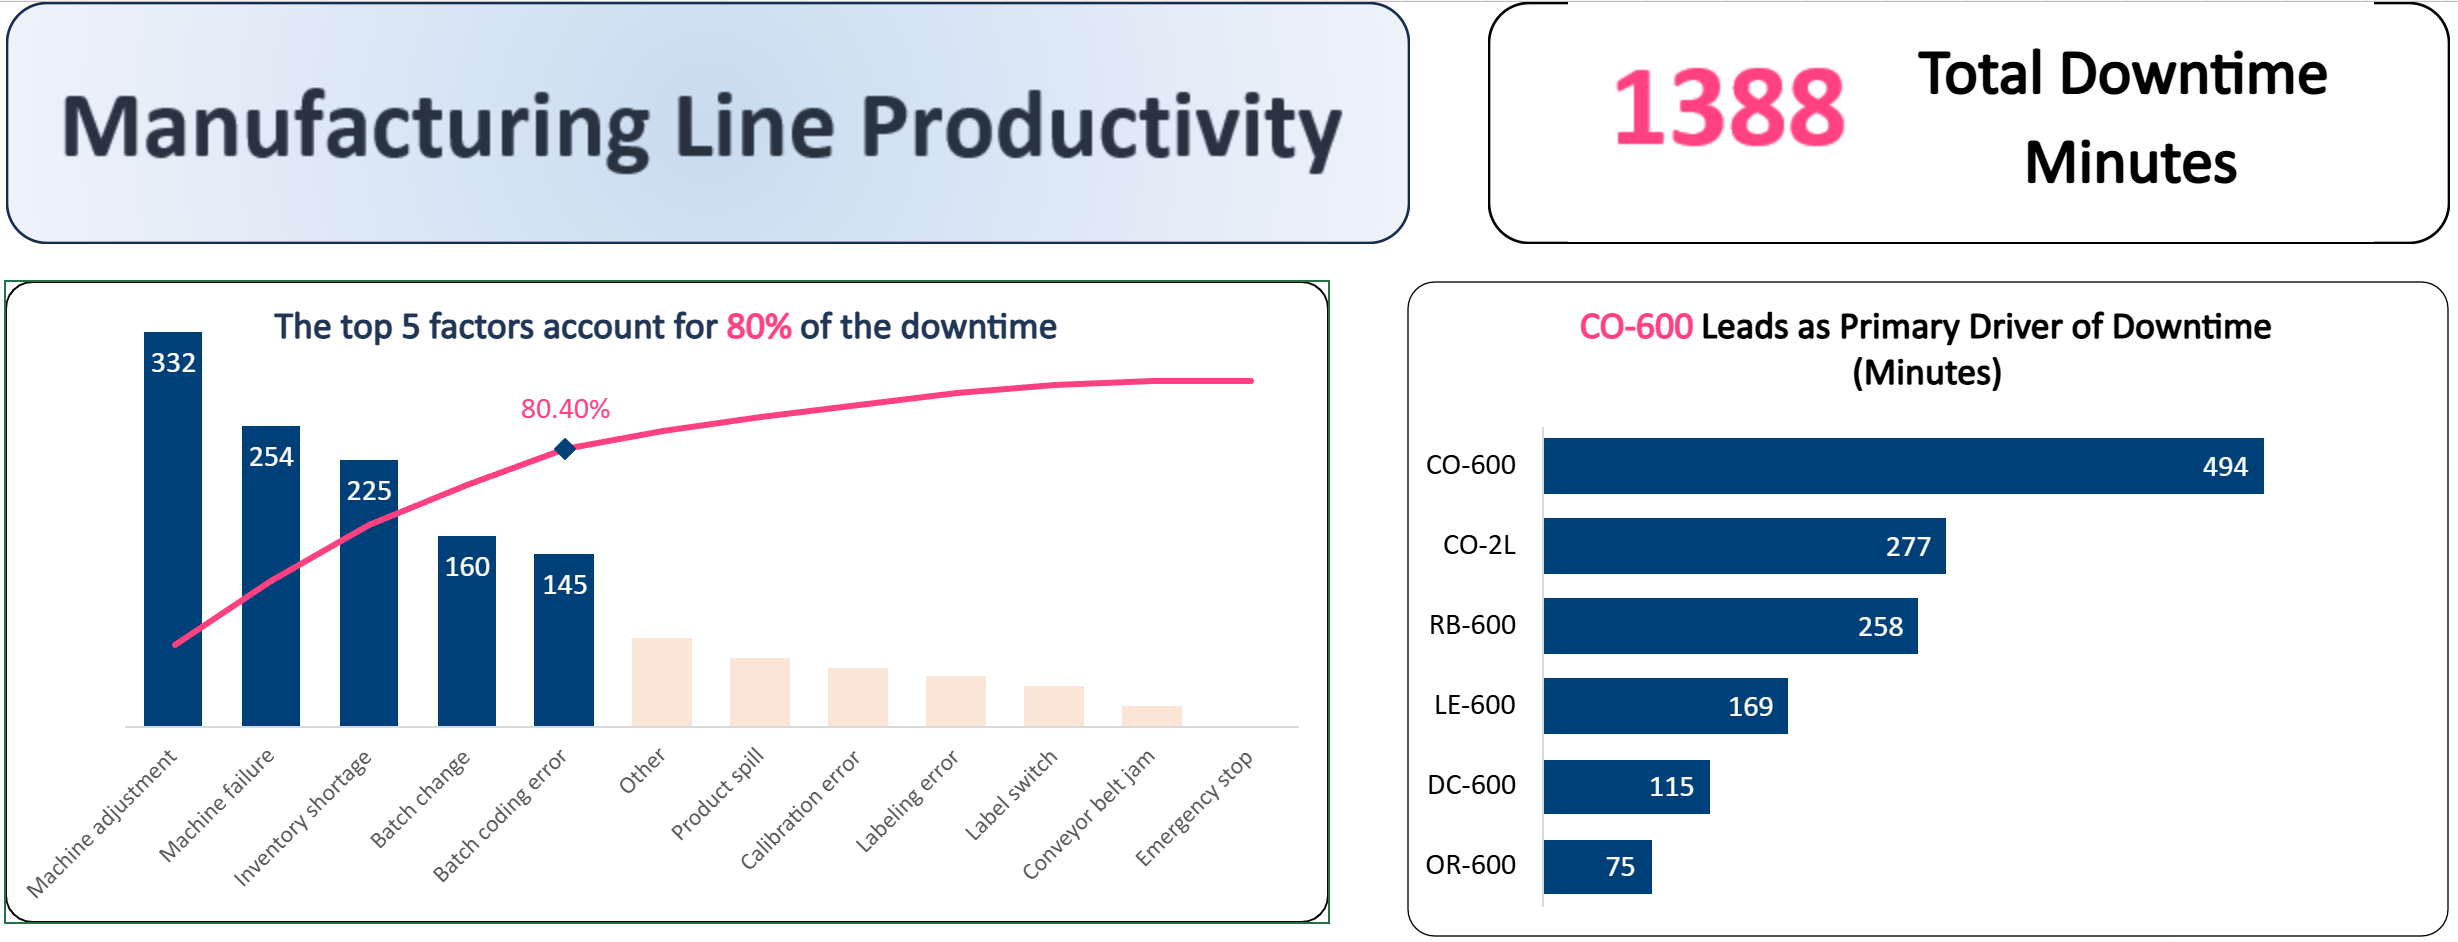 Manufacturing Line Productivity
1388
Total Downtime
Minutes
The top 5 factors account for 80% of the downtime
332
254
225
160
145
80.40%
Machine adjustment
Machine failure
Inventory shortage
Batch change
Batch coding error
Other
Product spill
Calibration error
Labeling error
Label switch
Conveyor belt jam
Emergency stop
CO-600 Leads as Primary Driver of Downtime
(Minutes)
CO-600 494
CO-2L 277
RB-600 258
LE-600 169
DC-600 115
OR-600 75